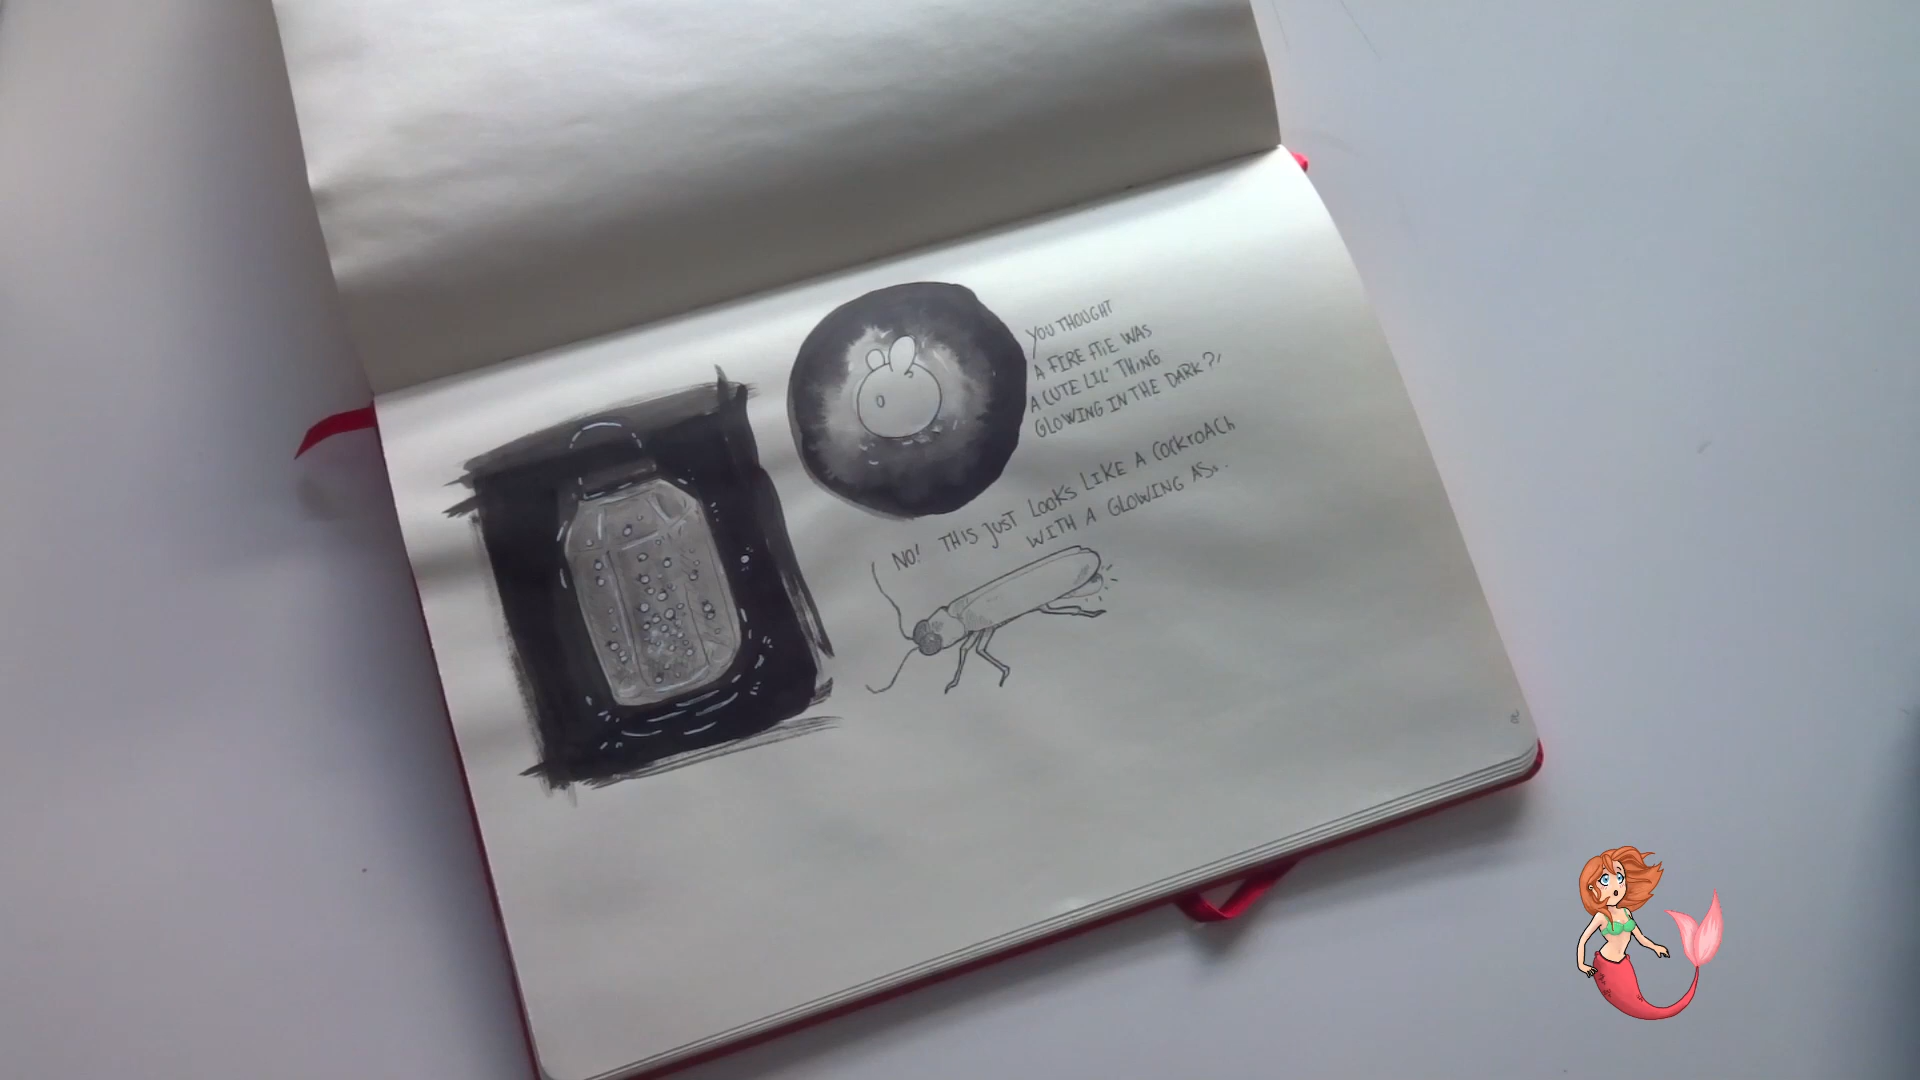 YOU THOUGHT
A FIRE FLIE WAS
A CUTE LIL' THING
GLOWING IN THE DARK?,
NO! THIS JUST LOOKS LIKE A COCKROACH
WITH A GLOWING ASS.